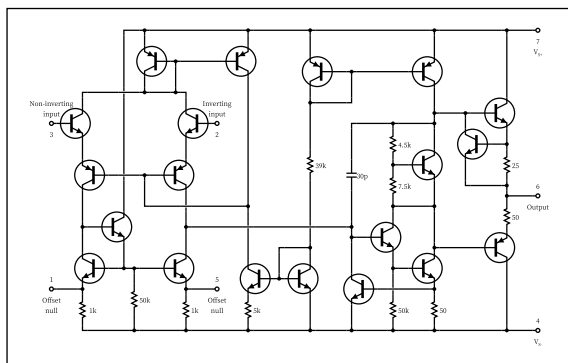 7
Vs+
Non-inverting
input
3
Inverting
input
2
4.5k
39k
30p
7.5k
25
6
Output
50
1
Offset
null
5
Offset
null
1k
50k
1k
5k
50k
50
4